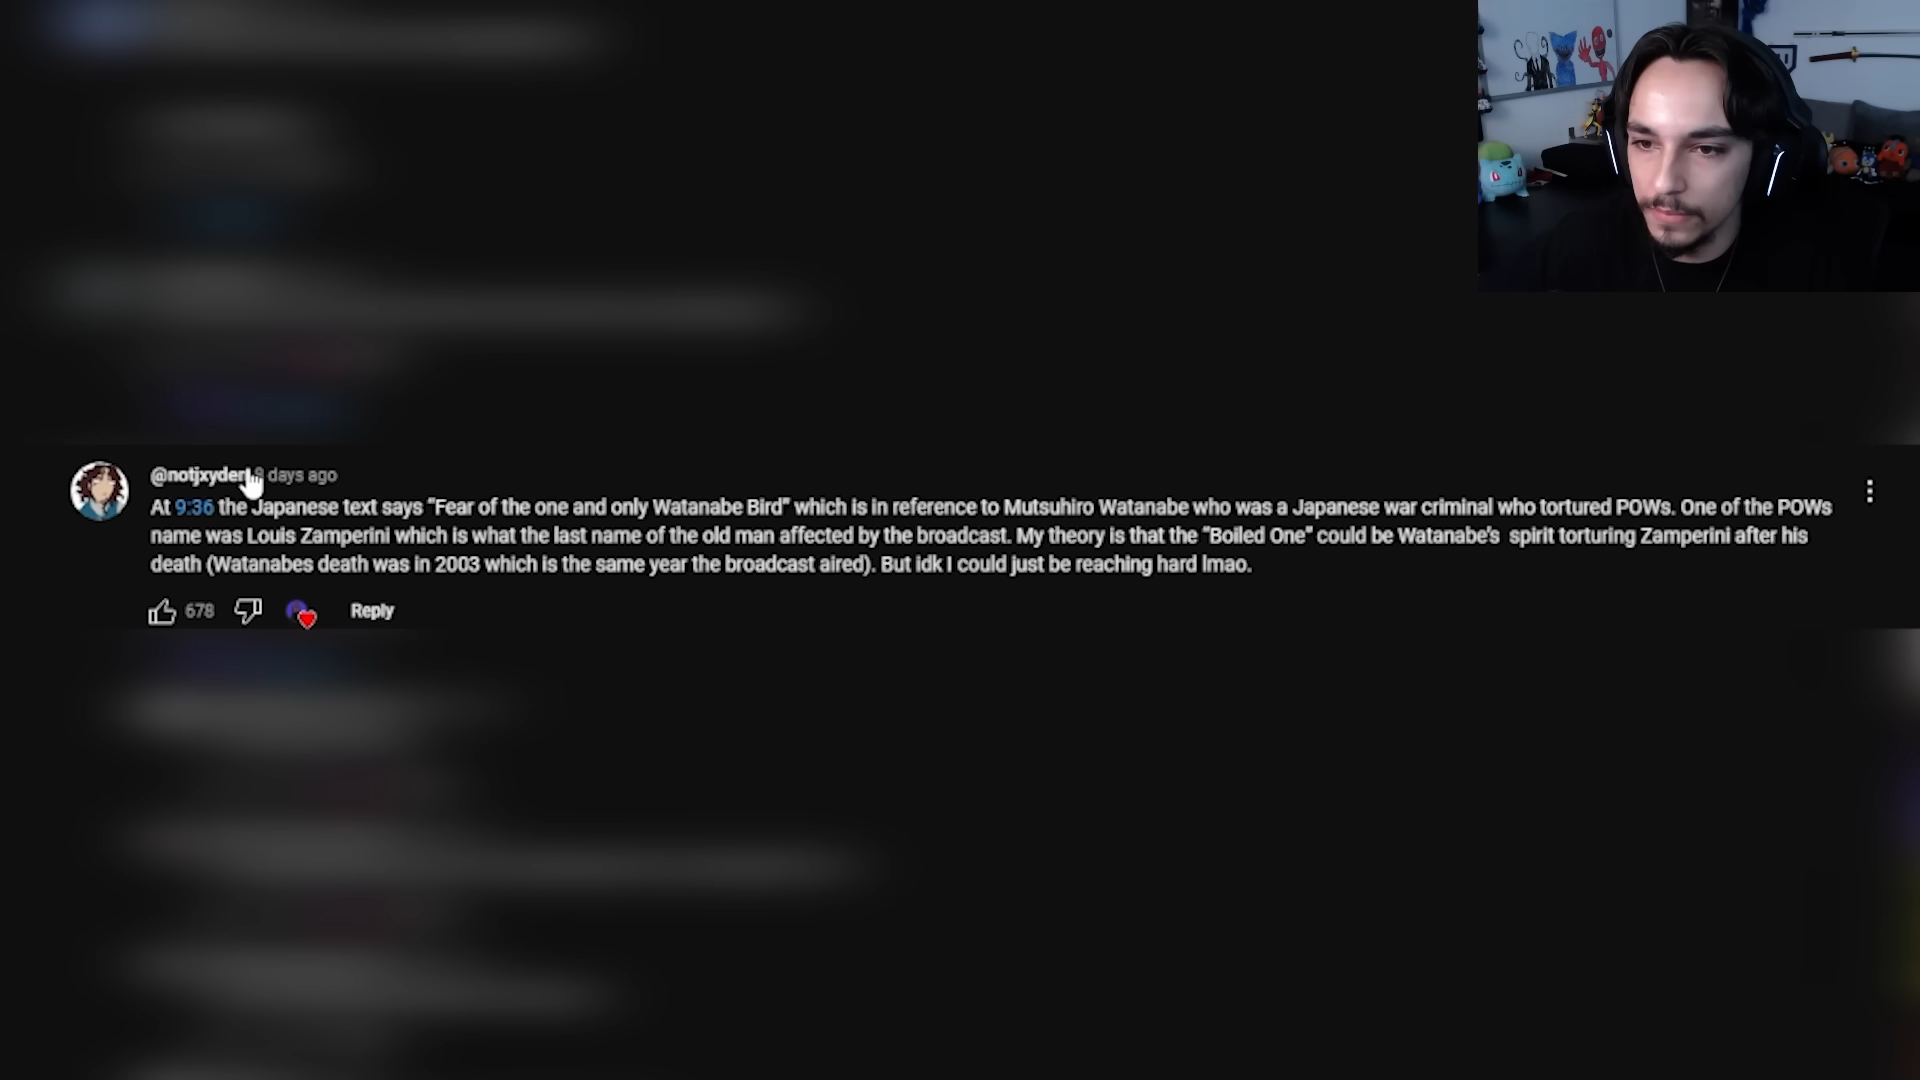 @notjxyder 8 days ago
At 9:36 the Japanese text says "Fear of the one and only Watanabe Bird" which is in reference to Mutsuhiro Watanabe who was a Japanese war criminal who tortured POWs. One of the POWs
name was Louis Zamperini which is what the last name of the old man affected by the broadcast. My theory is that the "Boiled One" could be Watanabe's spirit torturing Zamperini after his
death (Watanabes death was in 2003 which is the same year the broadcast aired). But idk I could just be reaching hard lmao.
678 Reply